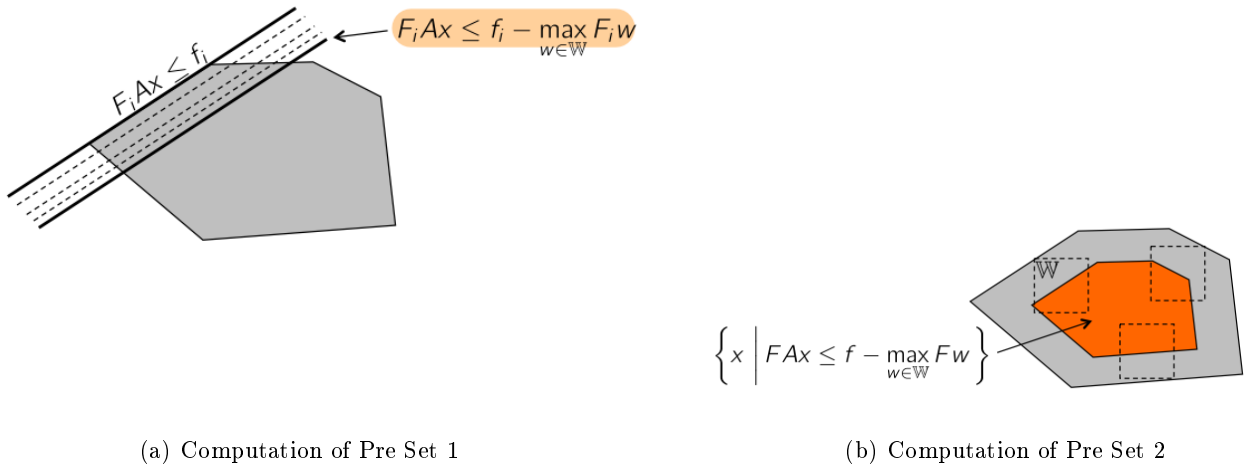 F_i Ax ≤ f_i − max_{w∈𝕎} F_i w
F_i Ax ≤ f_i
𝕎
{ x | FAx ≤ f − max_{w∈𝕎} Fw }
(a) Computation of Pre Set 1
(b) Computation of Pre Set 2